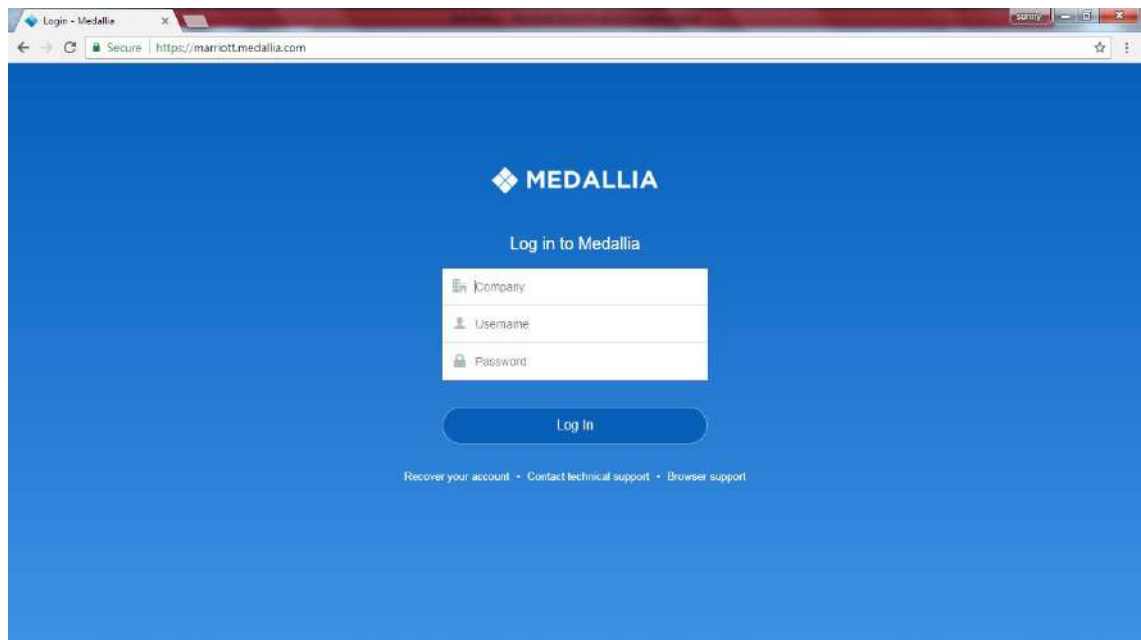 Login - Medallia
sunny
Secure https://marriott.medallia.com
MEDALLIA
Log in to Medallia
Company
Username
Password
Log In
Recover your account • Contact technical support • Browser support